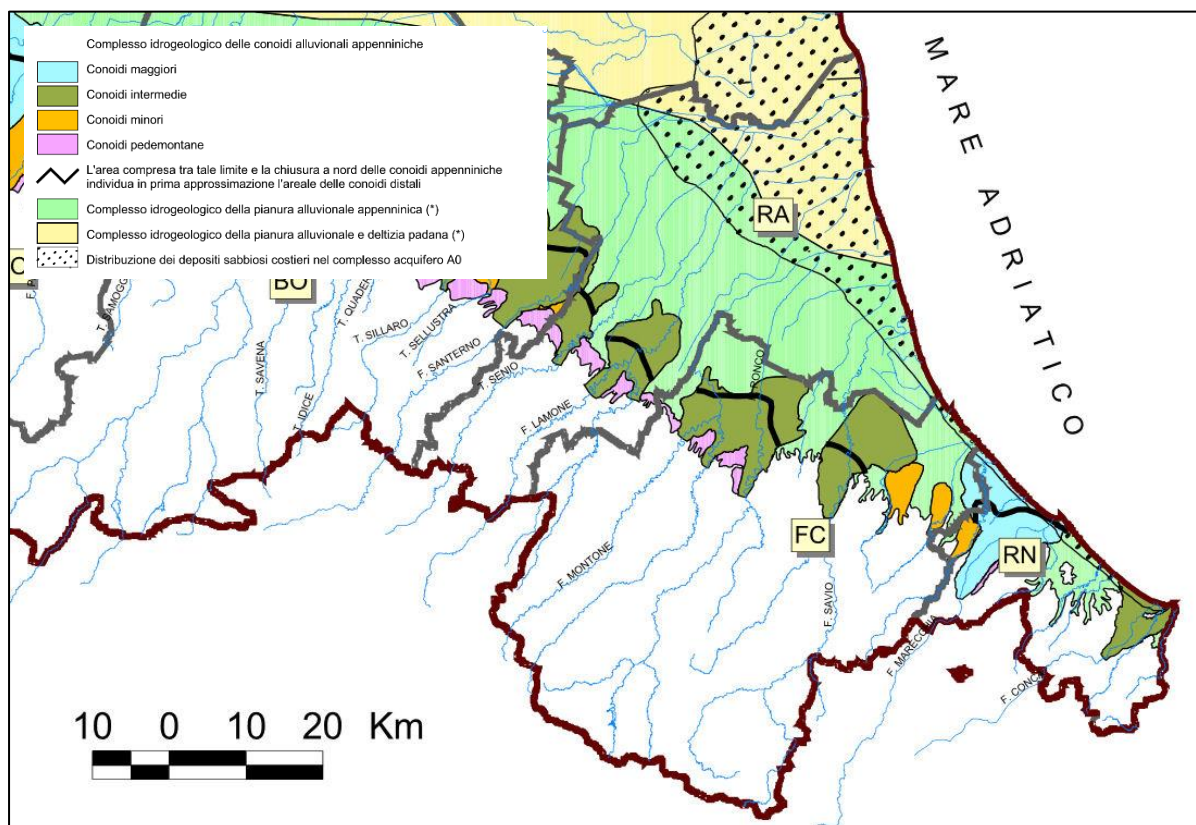 Complesso idrogeologico delle conoidi alluvionali appenniniche
Conoidi maggiori
Conoidi intermedie
Conoidi minori
Conoidi pedemontane
L'area compresa tra tale limite e la chiusura a nord delle conoidi appenniniche
individua in prima approssimazione l'areale delle conoidi distali
Complesso idrogeologico della pianura alluvionale appenninica (*)
Complesso idrogeologico della pianura alluvionale e deltizia padana (*)
Distribuzione dei depositi sabbiosi costieri nel complesso acquifero A0
MARE ADRIATICO
RA
BO
T. SAVENA
T. IDICE
T. SILLARO
T. SELLUSTRA
F. SANTERNO
T. SENIO
F. LAMONE
RONCO
F. MONTONE
FC
F. SAVIO
RN
F. MARECCHIA
10 0 10 20 Km